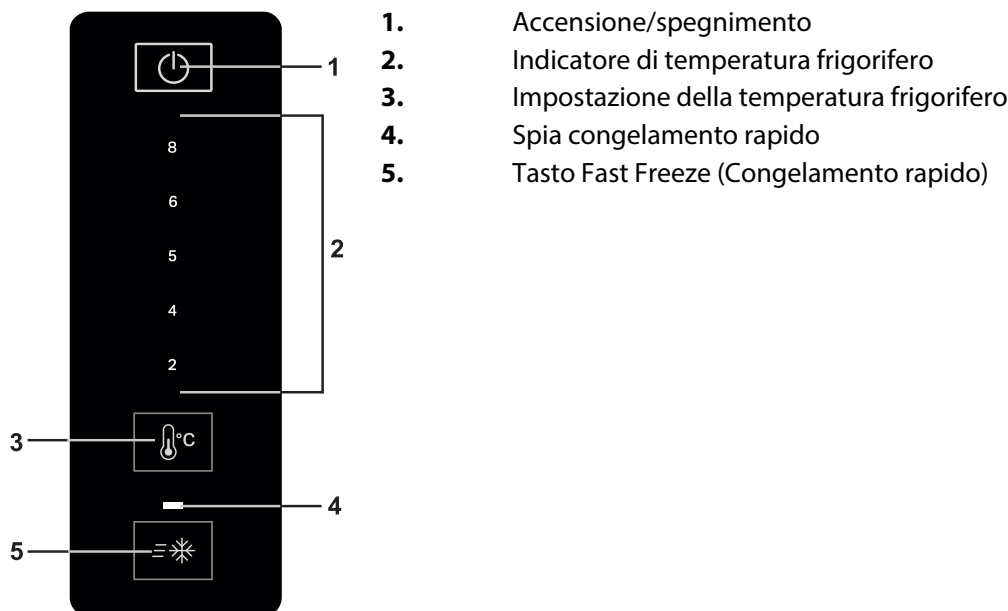 1. Accensione/spegnimento
2. Indicatore di temperatura frigorifero
3. Impostazione della temperatura frigorifero
4. Spia congelamento rapido
5. Tasto Fast Freeze (Congelamento rapido)
1
8
6
5
2
4
2
3
°C
4
5